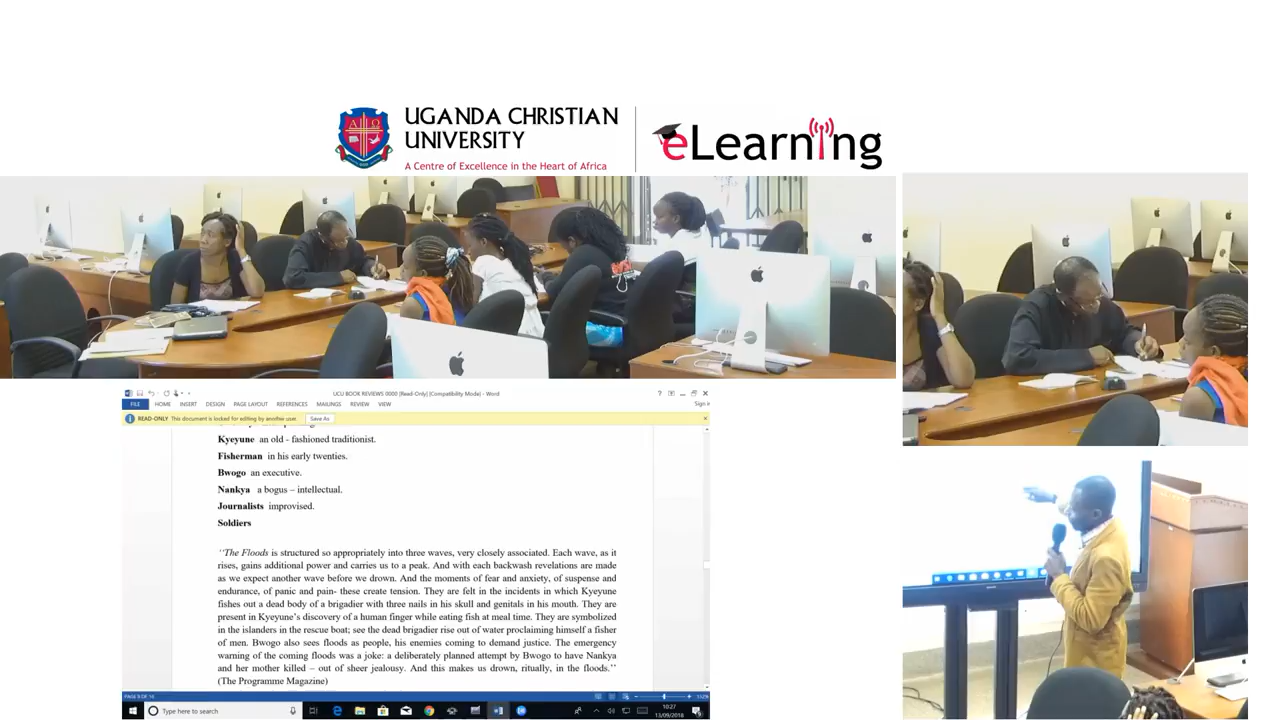 UGANDA CHRISTIAN
UNIVERSITY
A Centre of Excellence in the Heart of Africa
eLearning
UCU BOOK REVIEWS 0000 [Read-Only] [Compatibility Mode] - Word
FILE HOME INSERT DESIGN PAGE LAYOUT REFERENCES MAILINGS REVIEW VIEW Sign in
READ-ONLY This document is locked for editing by another user. Save As
Kyeyune an old - fashioned traditionist.
Fisherman in his early twenties.
Bwogo an executive.
Nankya a bogus – intellectual.
Journalists improvised.
Soldiers
‘‘The Floods is structured so appropriately into three waves, very closely associated. Each wave, as it
rises, gains additional power and carries us to a peak. And with each backwash revelations are made
as we expect another wave before we drown. And the moments of fear and anxiety, of suspense and
endurance, of panic and pain- these create tension. They are felt in the incidents in which Kyeyune
fishes out a dead body of a brigadier with three nails in his skull and genitals in his mouth. They are
present in Kyeyune’s discovery of a human finger while eating fish at meal time. They are symbolized
in the islanders in the rescue boat; see the dead brigadier rise out of water proclaiming himself a fisher
of men. Bwogo also sees floods as people, his enemies coming to demand justice. The emergency
warning of the coming floods was a joke: a deliberately planned attempt by Bwogo to have Nankya
and her mother killed – out of sheer jealousy. And this makes us drown, ritually, in the floods.’’
(The Programme Magazine)
Type here to search
10:27
13/09/2018